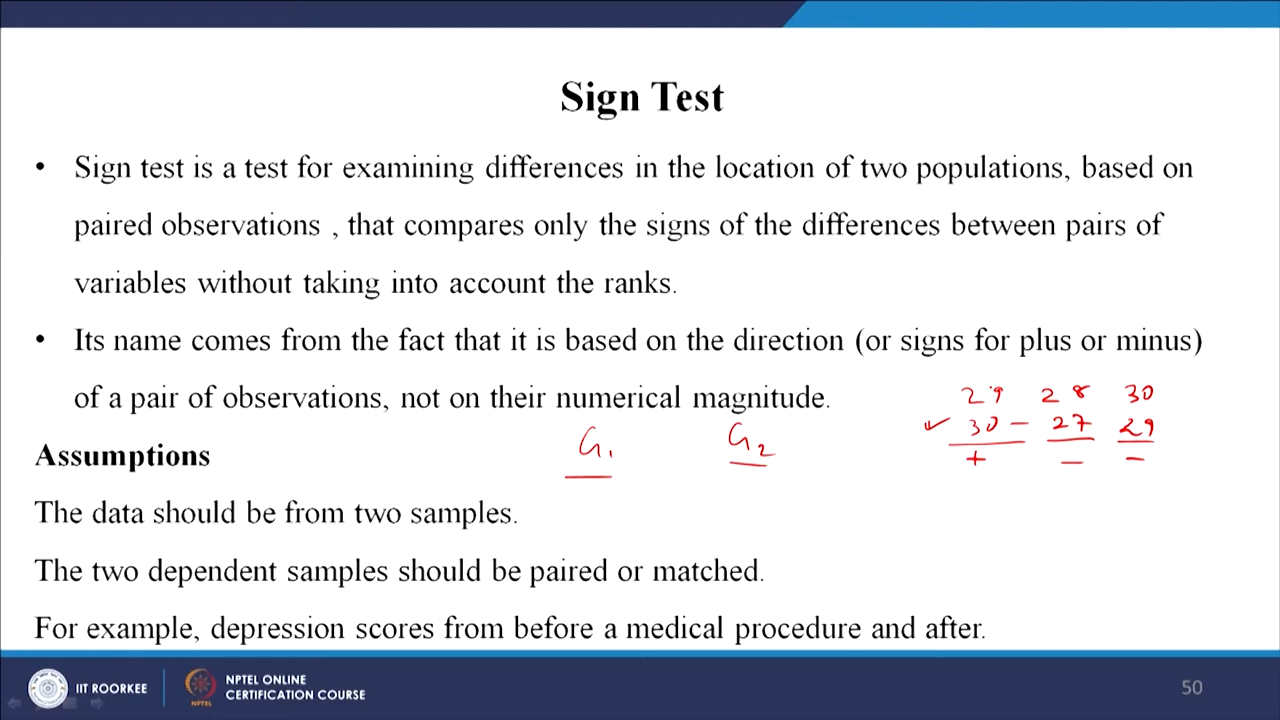 Sign Test
• Sign test is a test for examining differences in the location of two populations, based on
paired observations , that compares only the signs of the differences between pairs of
variables without taking into account the ranks.
• Its name comes from the fact that it is based on the direction (or signs for plus or minus)
of a pair of observations, not on their numerical magnitude.
29 28 30
✓ 30 – 27 29
+ – –
G₁ G₂
Assumptions
The data should be from two samples.
The two dependent samples should be paired or matched.
For example, depression scores from before a medical procedure and after.
IIT ROORKEE
NPTEL
NPTEL ONLINE
CERTIFICATION COURSE
50